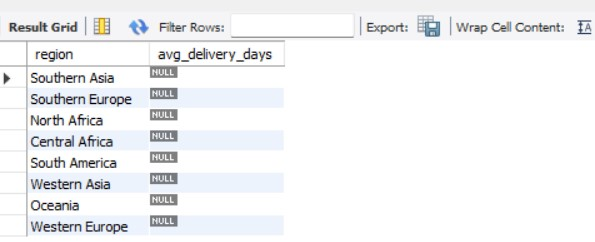 Result Grid Filter Rows: Export: Wrap Cell Content: IA
region avg_delivery_days
Southern Asia NULL
Southern Europe NULL
North Africa NULL
Central Africa NULL
South America NULL
Western Asia NULL
Oceania NULL
Western Europe NULL